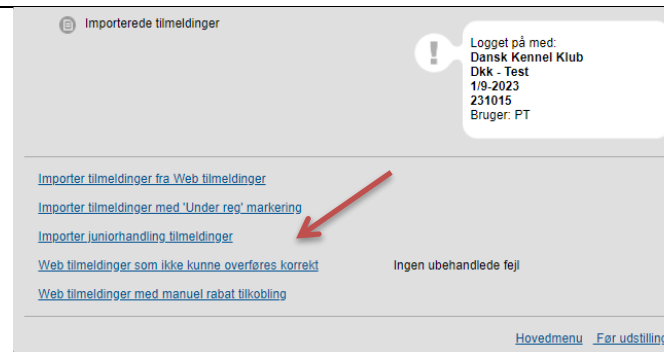 Importerede tilmeldinger
!
Logget på med:
Dansk Kennel Klub
Dkk - Test
1/9-2023
231015
Bruger: PT
Importer tilmeldinger fra Web tilmeldinger
Importer tilmeldinger med 'Under reg' markering
Importer juniorhandling tilmeldinger
Web tilmeldinger som ikke kunne overføres korrekt Ingen ubehandlede fejl
Web tilmeldinger med manuel rabat tilkobling
Hovedmenu Før udstilling